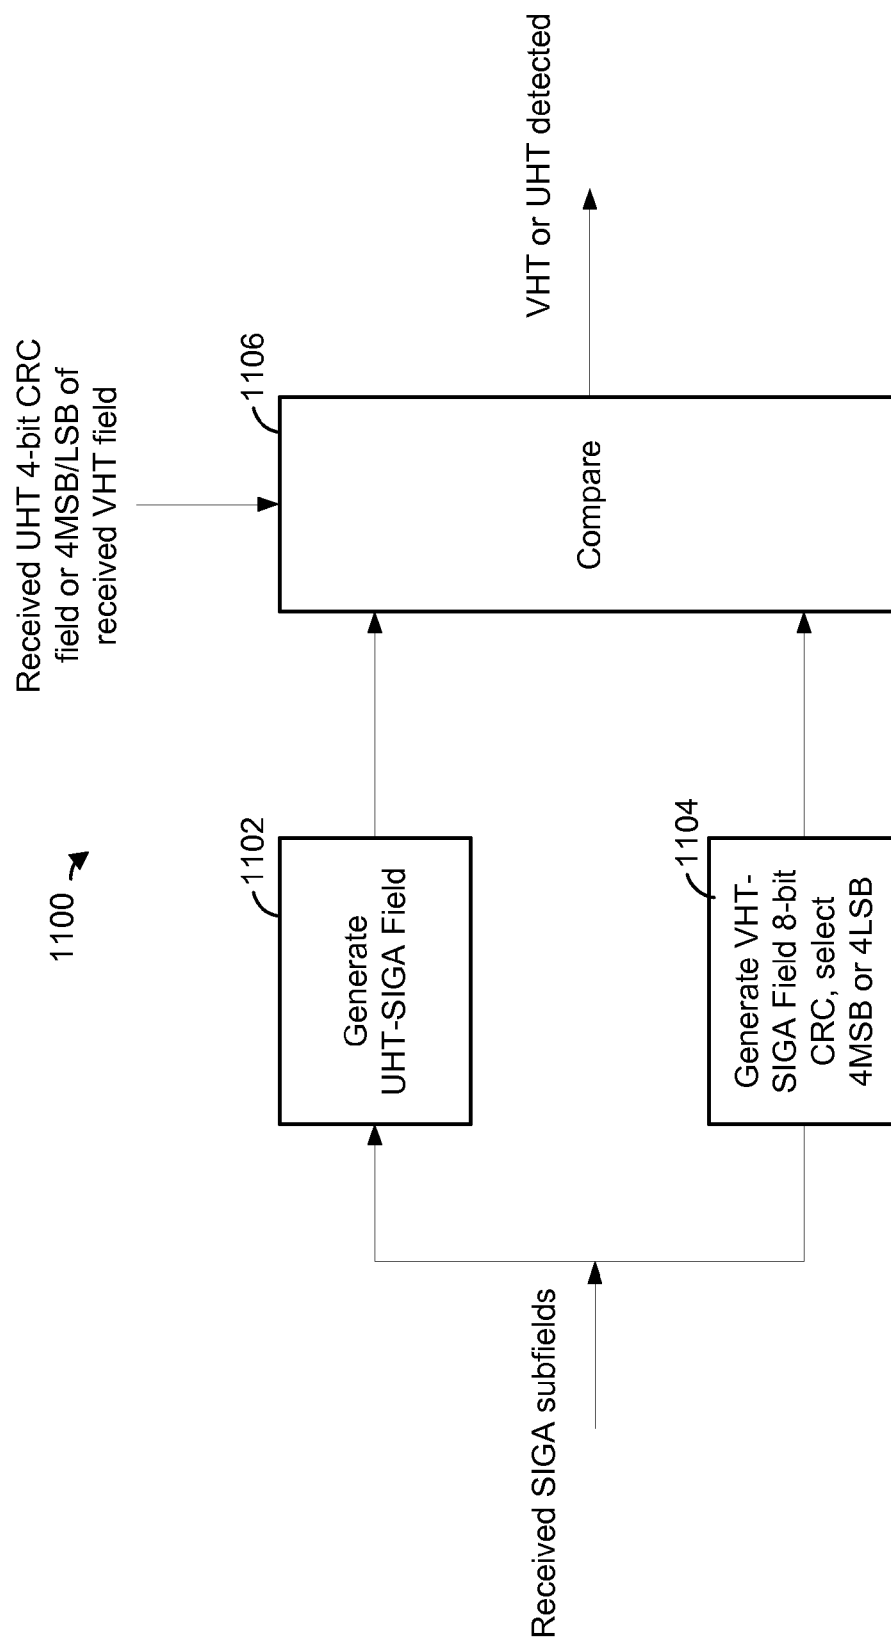 1100
Received UHT 4-bit CRC
field or 4MSB/LSB of
received VHT field
Received SIGA subfields
1102
Generate
UHT-SIGA Field
1104
Generate VHT-
SIGA Field 8-bit
CRC, select
4MSB or 4LSB
1106
Compare
VHT or UHT detected